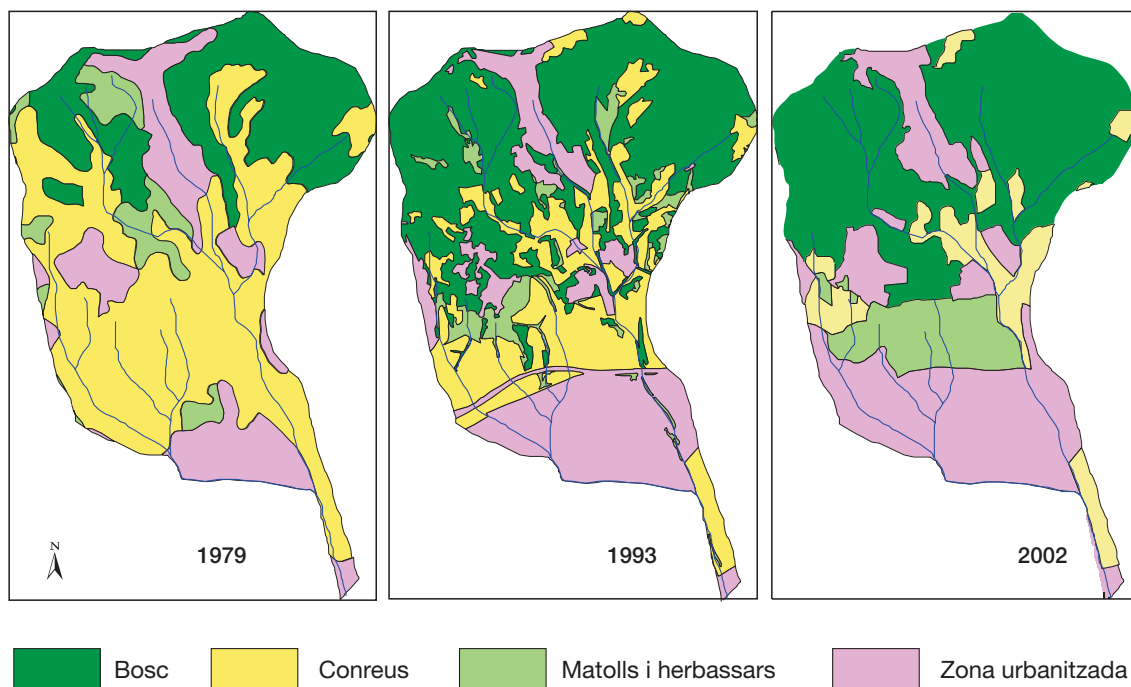 N
1979
1993
2002
Bosc
Conreus
Matolls i herbassars
Zona urbanitzada